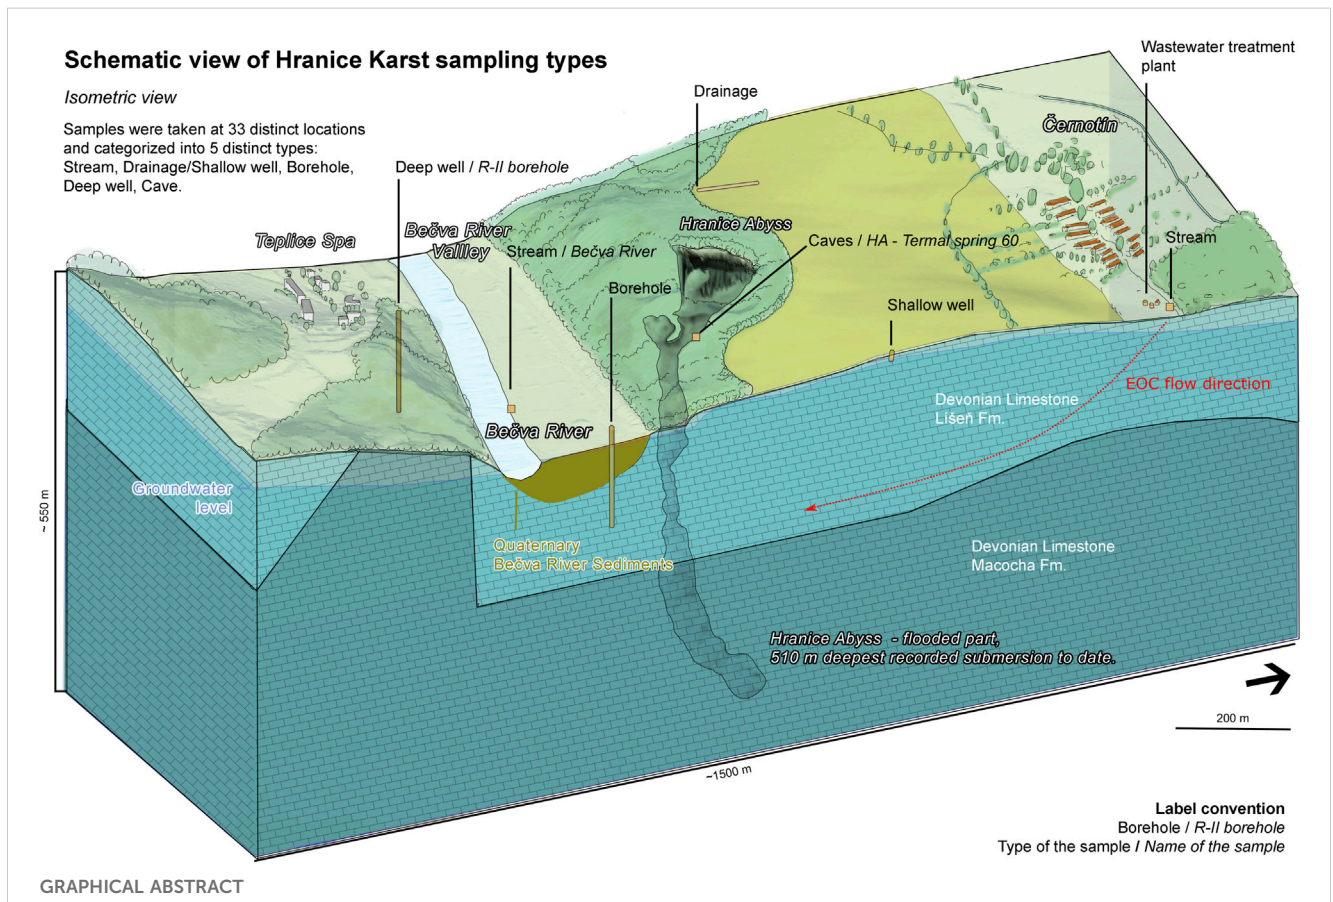 Schematic view of Hranice Karst sampling types
Isometric view
Samples were taken at 33 distinct locations
and categorized into 5 distinct types:
Stream, Drainage/Shallow well, Borehole,
Deep well, Cave.
Wastewater treatment
plant
Drainage
Černotín
Deep well / R-II borehole
Teplice Spa
Bečva River
Vallley
Stream / Bečva River
Hranice Abyss
Caves / HA - Termal spring 60
Stream
Borehole
Shallow well
EOC flow direction
Devonian Limestone
Líšeň Fm.
Bečva River
Groundwater
level
~ 550 m
Quaternary
Bečva River Sediments
Devonian Limestone
Macocha Fm.
Hranice Abyss - flooded part,
510 m deepest recorded submersion to date.
200 m
~1500 m
Label convention
Borehole / R-II borehole
Type of the sample / Name of the sample
GRAPHICAL ABSTRACT